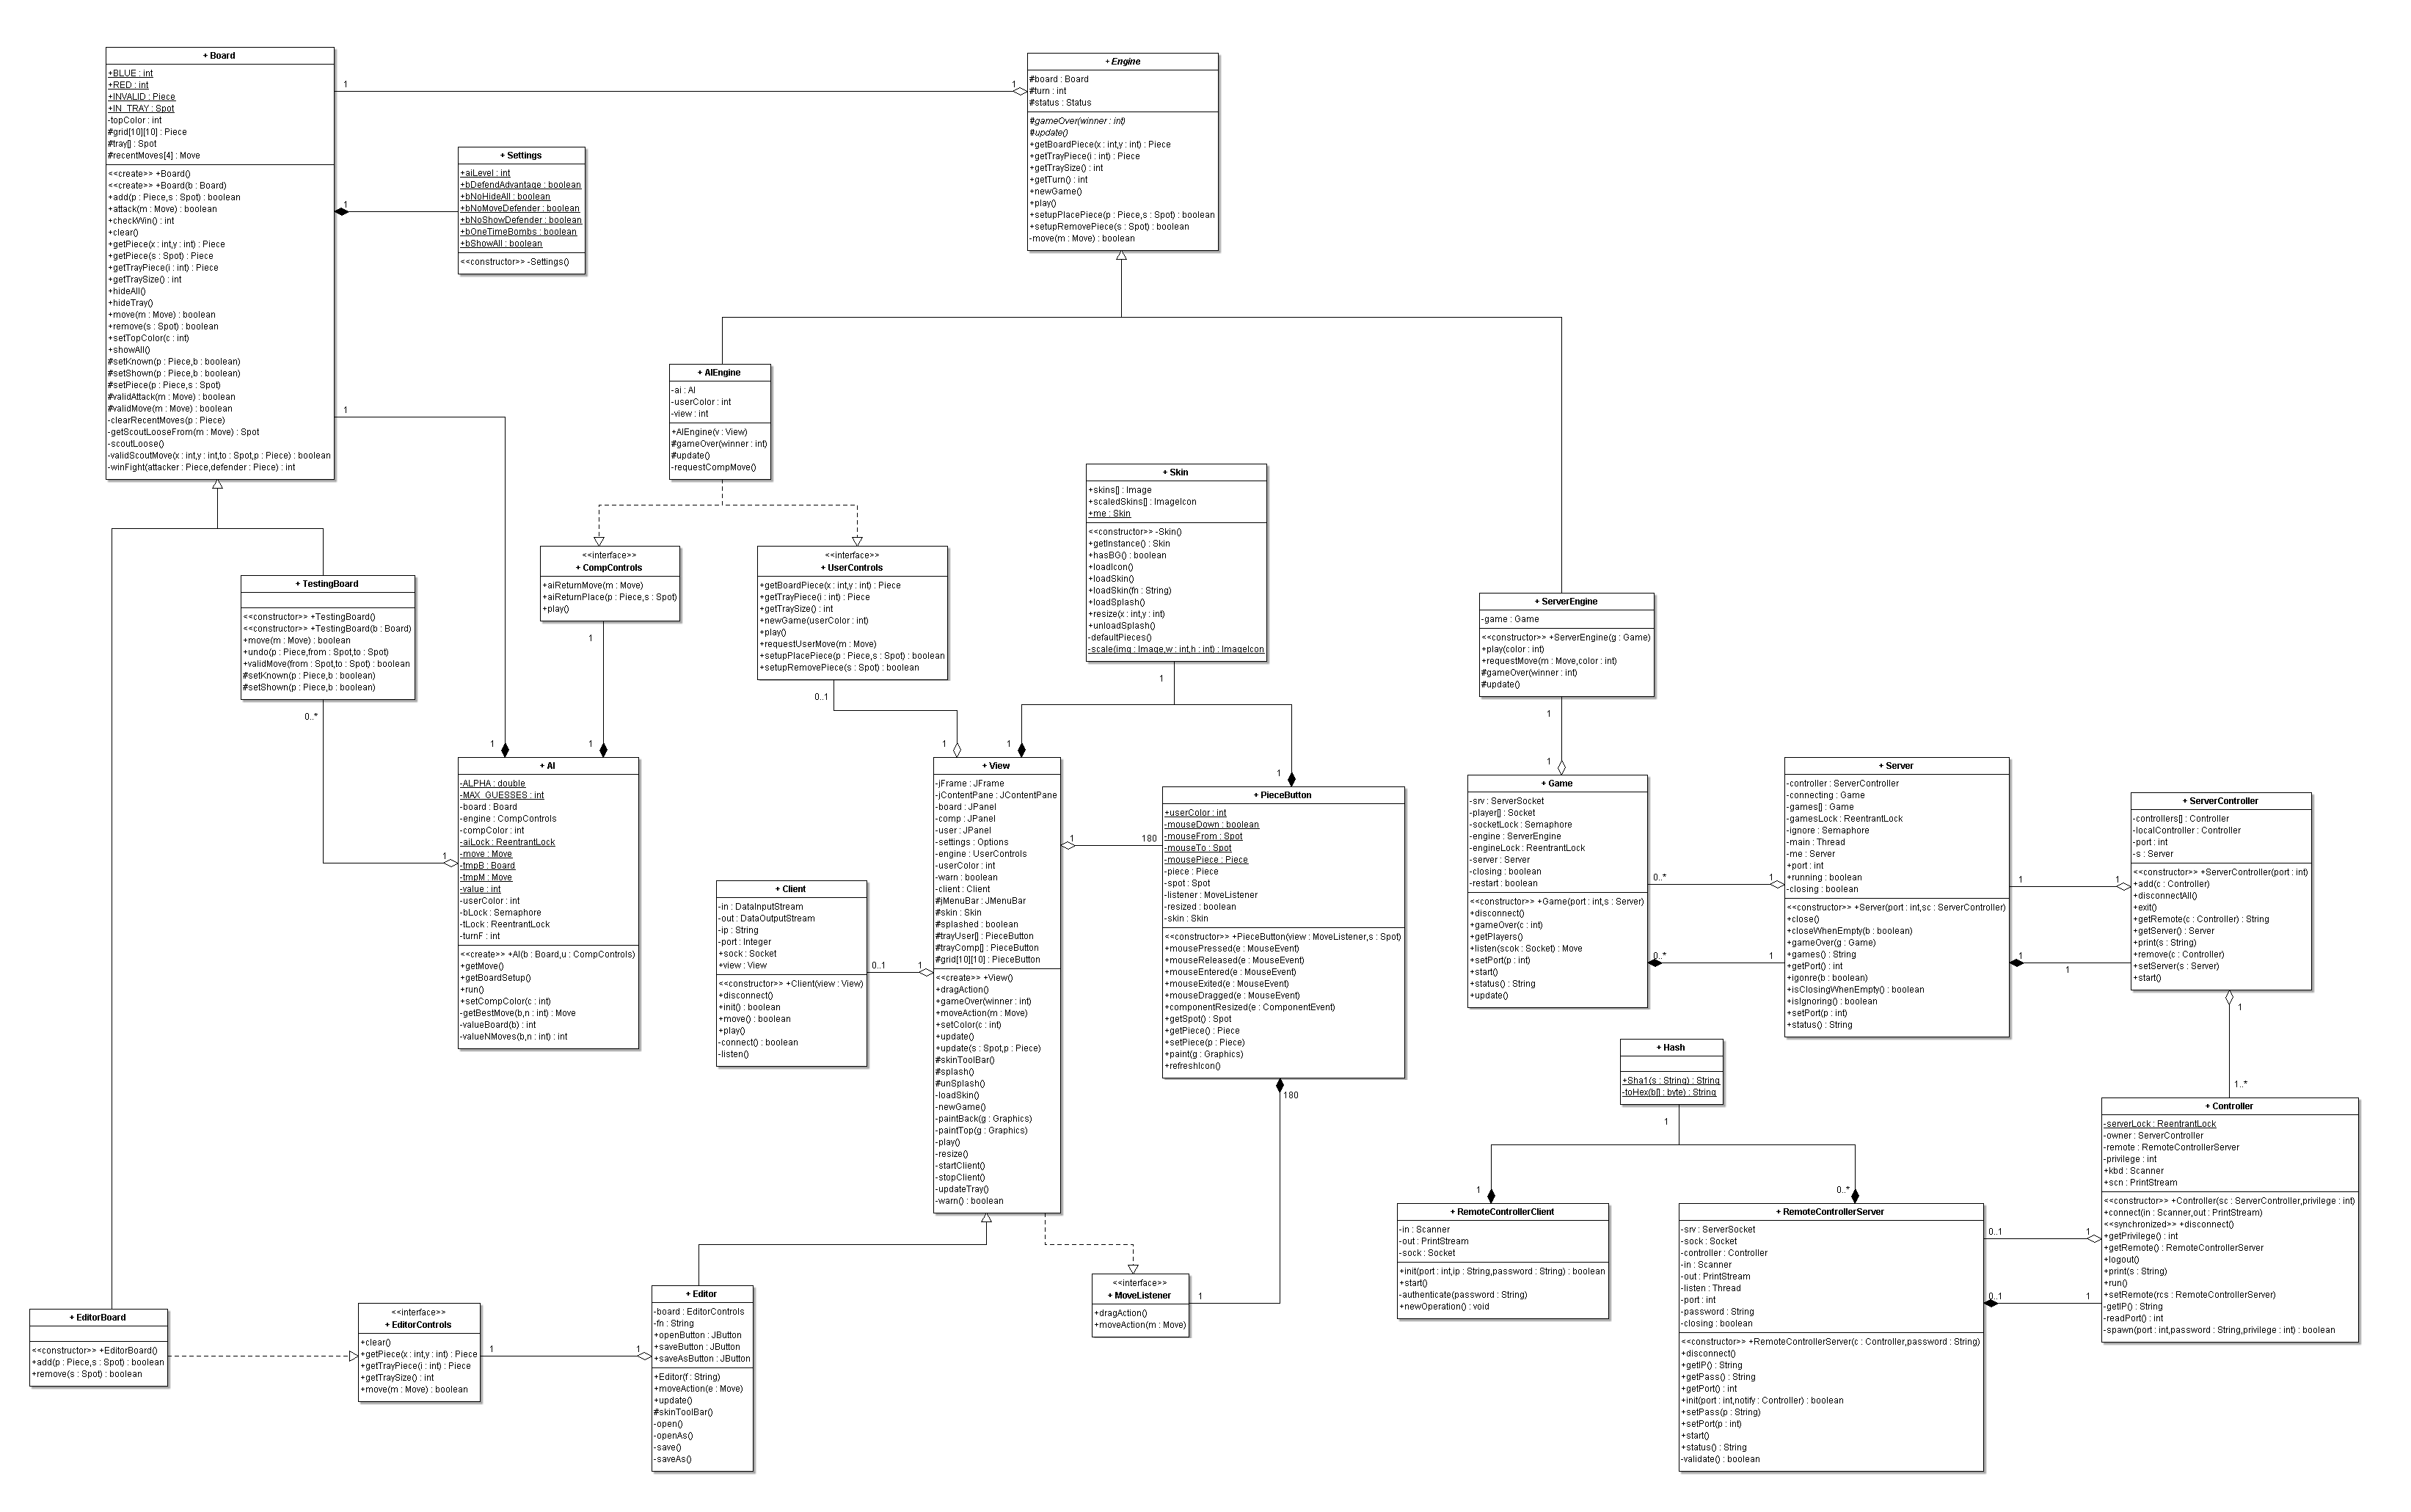 + Board
+BLUE : int
+RED : int
+INVALID : Piece
+IN_TRAY : Spot
-topColor : int
#grid[10][10] : Piece
#tray[] : Spot
#recentMoves[4] : Move
<<create>> +Board()
<<create>> +Board(b : Board)
+add(p : Piece,s : Spot) : boolean
+attack(m : Move) : boolean
+checkWin() : int
+clear()
+getPiece(x : int,y : int) : Piece
+getPiece(s : Spot) : Piece
+getTrayPiece(i : int) : Piece
+getTraySize() : int
+hideAll()
+hideTray()
+move(m : Move) : boolean
+remove(s : Spot) : boolean
+setTopColor(c : int)
+showAll()
#setKnown(p : Piece,b : boolean)
#setShown(p : Piece,b : boolean)
#setPiece(p : Piece,s : Spot)
#validAttack(m : Move) : boolean
#validMove(m : Move) : boolean
-clearRecentMoves(p : Piece)
-getScoutLooseFrom(m : Move) : Spot
-scoutLoose()
-validScoutMove(x : int,y : int,to : Spot,p : Piece) : boolean
-winFight(attacker : Piece,defender : Piece) : int
1
1
+ Engine
#board : Board
#turn : int
#status : Status
#gameOver(winner : int)
#update()
+getBoardPiece(x : int,y : int) : Piece
+getTrayPiece(i : int) : Piece
+getTraySize() : int
+getTurn() : int
+newGame()
+play()
+setupPlacePiece(p : Piece,s : Spot) : boolean
+setupRemovePiece(s : Spot) : boolean
-move(m : Move) : boolean
+ Settings
+aiLevel : int
+bDefendAdvantage : boolean
+bNoHideAll : boolean
+bNoMoveDefender : boolean
+bNoShowDefender : boolean
+bOneTimeBombs : boolean
+bShowAll : boolean
<<constructor>> -Settings()
1
1
+ AIEngine
-ai : AI
-userColor : int
-view : int
+AIEngine(v : View)
#gameOver(winner : int)
#update()
-requestCompMove()
+ Skin
+skins[] : Image
+scaledSkins[] : ImageIcon
+me : Skin
<<constructor>> -Skin()
+getInstance() : Skin
+hasBG() : boolean
+loadIcon()
+loadSkin()
+loadSkin(fn : String)
+loadSplash()
+resize(x : int,y : int)
+unloadSplash()
-defaultPieces()
-scale(img : Image,w : int,h : int) : ImageIcon
1
<<interface>>
+ CompControls
+aiReturnMove(m : Move)
+aiReturnPlace(p : Piece,s : Spot)
+play()
1
<<interface>>
+ UserControls
+getBoardPiece(x : int,y : int) : Piece
+getTrayPiece(i : int) : Piece
+getTraySize() : int
+newGame(userColor : int)
+play()
+requestUserMove(m : Move)
+setupPlacePiece(p : Piece,s : Spot) : boolean
+setupRemovePiece(s : Spot) : boolean
0..1
+ TestingBoard
<<constructor>> +TestingBoard()
<<constructor>> +TestingBoard(b : Board)
+move(m : Move) : boolean
+undo(p : Piece,from : Spot,to : Spot)
+validMove(from : Spot,to : Spot) : boolean
#setKnown(p : Piece,b : boolean)
#setShown(p : Piece,b : boolean)
0..*
+ ServerEngine
-game : Game
<<constructor>> +ServerEngine(g : Game)
+play(color : int)
+requestMove(m : Move,color : int)
#gameOver(winner : int)
#update()
1
1
1
1
1
1
1
1
+ AI
-ALPHA : double
-MAX_GUESSES : int
-board : Board
-engine : CompControls
-compColor : int
-aiLock : ReentrantLock
-move : Move
-tmpB : Board
-tmpM : Move
-value : int
-userColor : int
-bLock : Semaphore
-tLock : ReentrantLock
-turnF : int
<<create>> +AI(b : Board,u : CompControls)
+getMove()
+getBoardSetup()
+run()
+setCompColor(c : int)
-getBestMove(b,n : int) : Move
-valueBoard(b) : int
-valueNMoves(b,n : int) : int
+ Client
-in : DataInputStream
-out : DataOutputStream
-ip : String
-port : Integer
+sock : Socket
+view : View
<<constructor>> +Client(view : View)
+disconnect()
+init() : boolean
+move() : boolean
+play()
-connect() : boolean
-listen()
0..1
1
+ View
-jFrame : JFrame
-jContentPane : JContentPane
-board : JPanel
-comp : JPanel
-user : JPanel
-settings : Options
-engine : UserControls
-userColor : int
-warn : boolean
-client : Client
#jMenuBar : JMenuBar
#skin : Skin
#splashed : boolean
#trayUser[] : PieceButton
#trayComp[] : PieceButton
#grid[10][10] : PieceButton
<<create>> +View()
+dragAction()
+gameOver(winner : int)
+moveAction(m : Move)
+setColor(c : int)
+update()
+update(s : Spot,p : Piece)
#skinToolBar()
#splash()
#unSplash()
-loadSkin()
-newGame()
-paintBack(g : Graphics)
-paintTop(g : Graphics)
-play()
-resize()
-startClient()
-stopClient()
-updateTray()
-warn() : boolean
1
180
+ PieceButton
+userColor : int
-mouseDown : boolean
-mouseFrom : Spot
-mouseTo : Spot
-mousePiece : Piece
-piece : Piece
-spot : Spot
-listener : MoveListener
-resized : boolean
-skin : Skin
<<constructor>> +PieceButton(view : MoveListener,s : Spot)
+mousePressed(e : MouseEvent)
+mouseReleased(e : MouseEvent)
+mouseEntered(e : MouseEvent)
+mouseExited(e : MouseEvent)
+mouseDragged(e : MouseEvent)
+componentResized(e : ComponentEvent)
+getSpot() : Spot
+getPiece() : Piece
+setPiece(p : Piece)
+paint(g : Graphics)
+refreshIcon()
180
+ Game
-srv : ServerSocket
-player[] : Socket
-socketLock : Semaphore
-engine : ServerEngine
-engineLock : ReentrantLock
-server : Server
-closing : boolean
-restart : boolean
<<constructor>> +Game(port : int,s : Server)
+disconnect()
+gameOver(c : int)
+getPlayers()
+listen(scok : Socket) : Move
+setPort(p : int)
+start()
+status() : String
+update()
0..*
1
0..*
1
+ Server
-controller : ServerController
-connecting : Game
-games[] : Game
-gamesLock : ReentrantLock
-ignore : Semaphore
-main : Thread
-me : Server
+port : int
+running : boolean
-closing : boolean
<<constructor>> +Server(port : int,sc : ServerController)
+close()
+closeWhenEmpty(b : boolean)
+gameOver(g : Game)
+games() : String
+getPort() : int
+igonre(b : boolean)
+isClosingWhenEmpty() : boolean
+isIgnoring() : boolean
+setPort(p : int)
+status() : String
1
1
1
1
+ ServerController
-controllers[] : Controller
-localController : Controller
-port : int
-s : Server
<<constructor>> +ServerController(port : int)
+add(c : Controller)
+disconnectAll()
+exit()
+getRemote(c : Controller) : String
+getServer() : Server
+print(s : String)
+remove(c : Controller)
+setServer(s : Server)
+start()
1
1..*
+ Hash
+Sha1(s : String) : String
-toHex(b[] : byte) : String
1
1
0..*
+ Controller
-serverLock : ReentrantLock
-owner : ServerController
-remote : RemoteControllerServer
-privilege : int
+kbd : Scanner
+scn : PrintStream
<<constructor>> +Controller(sc : ServerController,privilege : int)
+connect(in : Scanner,out : PrintStream)
<<synchronized>> +disconnect()
+getPrivilege() : int
+getRemote() : RemoteControllerServer
+logout()
+print(s : String)
+run()
+setRemote(rcs : RemoteControllerServer)
-getIP() : String
-readPort() : int
-spawn(port : int,password : String,privilege : int) : boolean
+ RemoteControllerClient
-in : Scanner
-out : PrintStream
-sock : Socket
+init(port : int,ip : String,password : String) : boolean
+start()
-authenticate(password : String)
+newOperation() : void
+ RemoteControllerServer
-srv : ServerSocket
-sock : Socket
-controller : Controller
-in : Scanner
-out : PrintStream
-listen : Thread
-port : int
-password : String
-closing : boolean
<<constructor>> +RemoteControllerServer(c : Controller,password : String)
+disconnect()
+getIP() : String
+getPass() : String
+getPort() : int
+init(port : int,notify : Controller) : boolean
+setPass(p : String)
+setPort(p : int)
+start()
+status() : String
-validate() : boolean
0..1
1
0..1
1
<<interface>>
+ MoveListener
+dragAction()
+moveAction(m : Move)
1
+ EditorBoard
<<constructor>> +EditorBoard()
+add(p : Piece,s : Spot) : boolean
+remove(s : Spot) : boolean
<<interface>>
+ EditorControls
+clear()
+getPiece(x : int,y : int) : Piece
+getTrayPiece(i : int) : Piece
+getTraySize() : int
+move(m : Move) : boolean
1
1
+ Editor
-board : EditorControls
-fn : String
+openButton : JButton
+saveButton : JButton
+saveAsButton : JButton
+Editor(f : String)
+moveAction(e : Move)
+update()
#skinToolBar()
-open()
-openAs()
-save()
-saveAs()